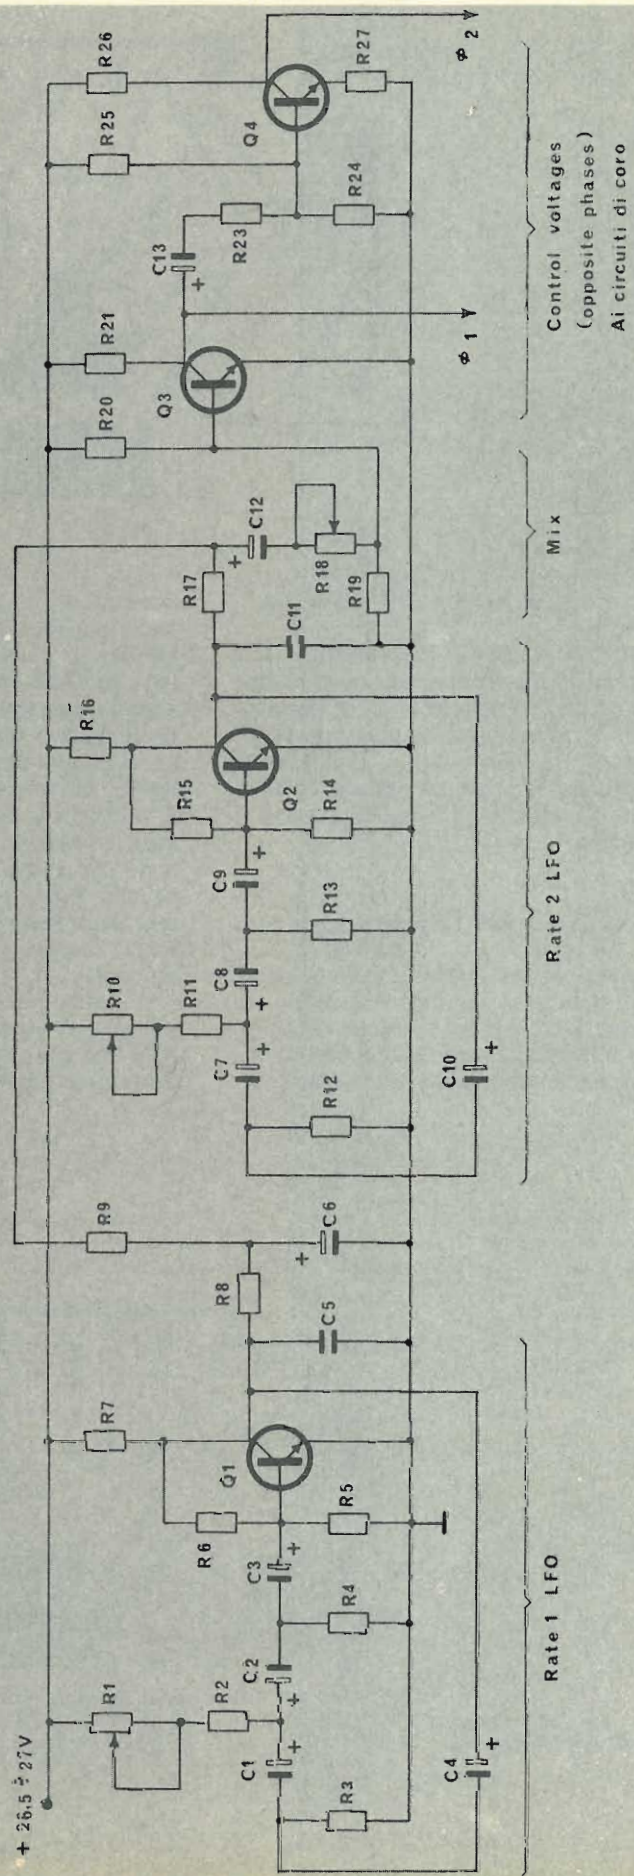 + 26,5 ÷ 27V
R1
R2
C1
C2
R3
R4
C3
R6
R5
Q1
R7
C4
C5
R8
C6
R9
R10
R11
C7
C8
R12
R13
C9
R15
R14
Q2
R16
C10
R17
C11
C12
R18
R19
R20
R21
Q3
C13
R23
R24
R25
R26
Q4
R27
Φ 1
Φ 2
Rate 1 LFO
Rate 2 LFO
Mix
Control voltages
(opposite phases)
Ai circuiti di coro